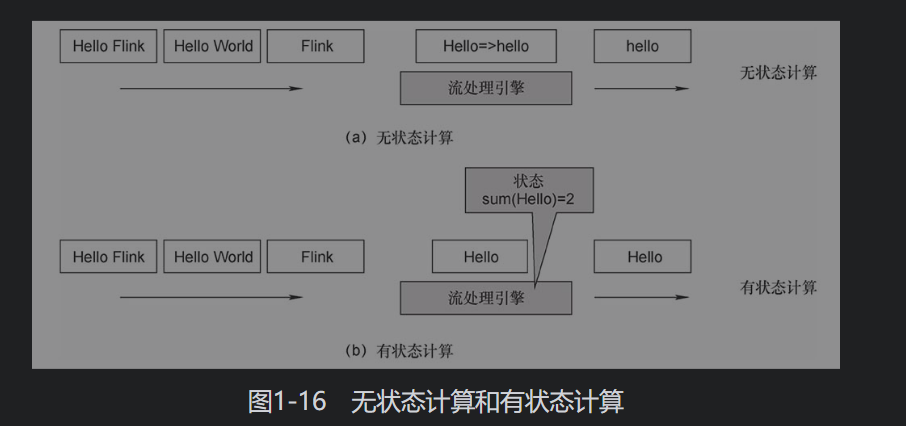 Hello Flink Hello World Flink Hello=>hello hello
流处理引擎 无状态计算
(a) 无状态计算
状态
sum(Hello)=2
Hello Flink Hello World Flink Hello Hello
流处理引擎 有状态计算
(b) 有状态计算
图1-16 无状态计算和有状态计算